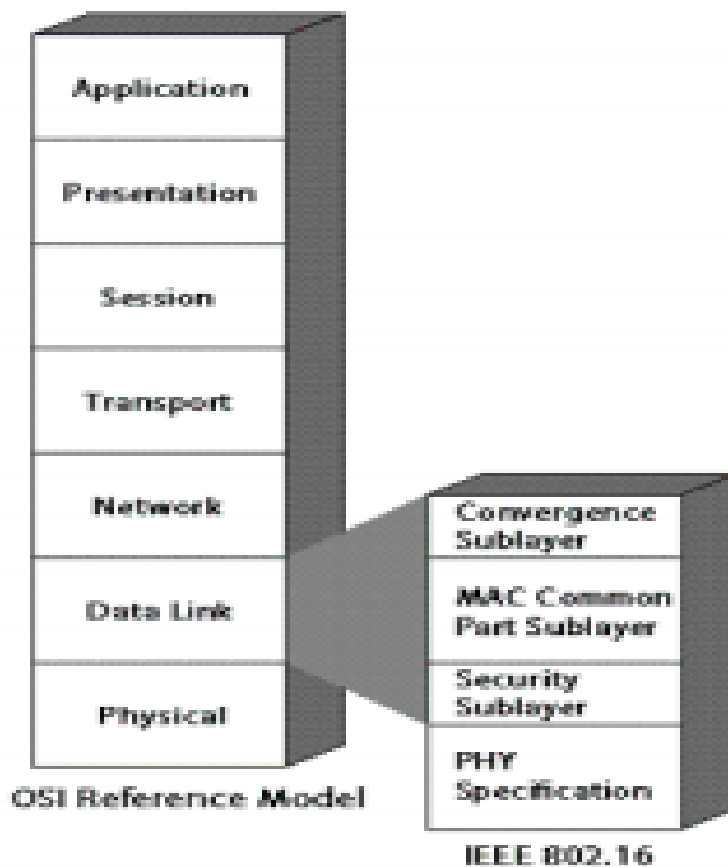 Application
Presentation
Session
Transport
Network
Data Link
Physical
OSI Reference Model
Convergence
Sublayer
MAC Common
Part Sublayer
Security
Sublayer
PHY
Specification
IEEE 802.16